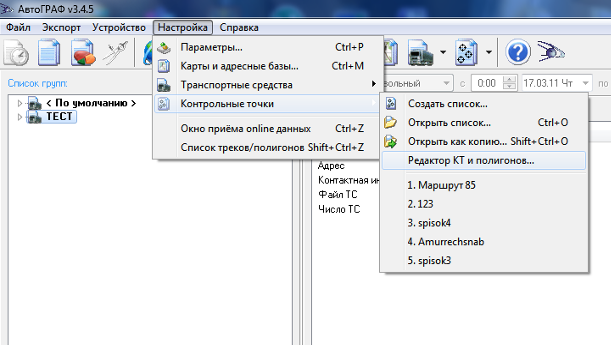 АвтоГРАФ v3.4.5
Файл Экспорт Устройство Настройка Справка
Параметры... Ctrl+P
Карты и адресные базы... Ctrl+M
Транспортные средства
Контрольные точки
Окно приёма online данных Ctrl+Z
Список треков/полигонов Shift+Ctrl+Z
вольный с 0:00 17.03.11 Чт по
Список групп:
< По умолчанию >
ТЕСТ
Создать список...
Открыть список... Ctrl+O
Открыть как копию... Shift+Ctrl+O
Редактор КТ и полигонов...
1. Маршрут 85
2. 123
3. spisok4
4. Amurrechsnab
5. spisok3
Адрес
Контактная ин
Файл ТС
Число ТС